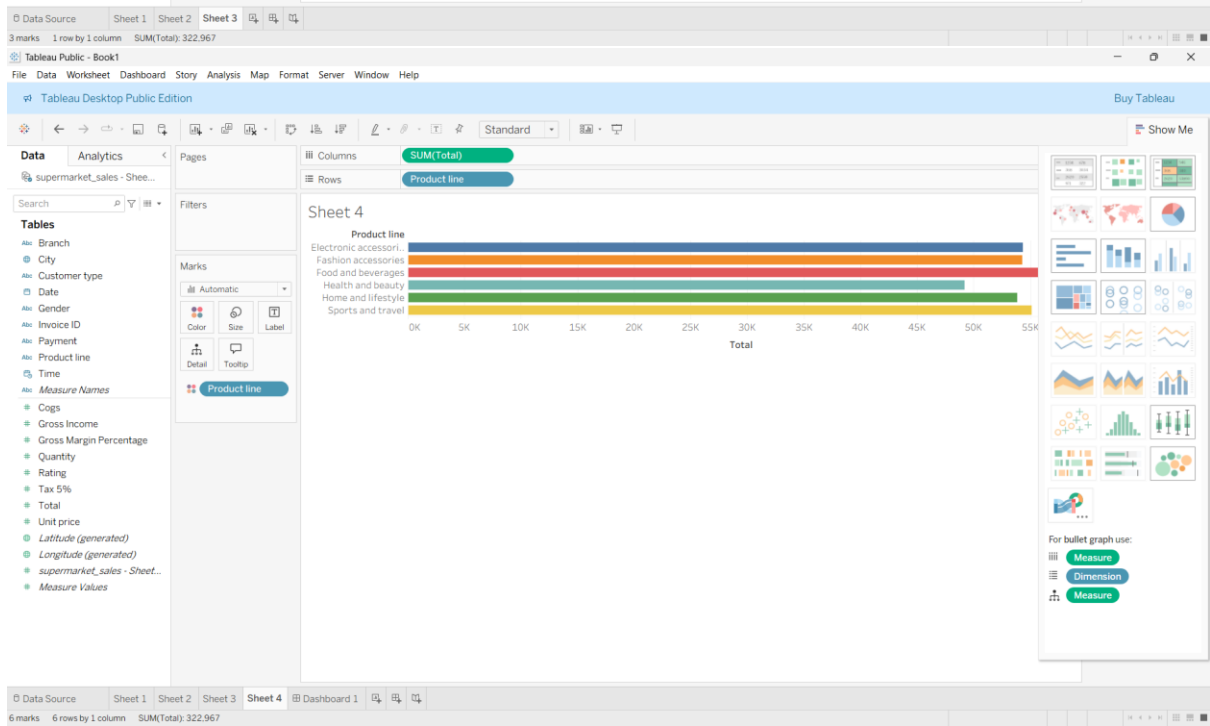 Data Source Sheet 1 Sheet 2 Sheet 3
3 marks 1 row by 1 column SUM(Total): 322,967
Tableau Public - Book1
File Data Worksheet Dashboard Story Analysis Map Format Server Window Help
Tableau Desktop Public Edition Buy Tableau
Standard Show Me
Data Analytics
supermarket_sales - Shee...
Search
Tables
Abc Branch
City
Abc Customer type
Date
Abc Gender
Abc Invoice ID
Abc Payment
Abc Product line
Time
Abc Measure Names
# Cogs
# Gross Income
# Gross Margin Percentage
# Quantity
# Rating
# Tax 5%
# Total
# Unit price
Latitude (generated)
Longitude (generated)
# supermarket_sales - Sheet...
# Measure Values
Pages
Filters
Marks
Automatic
Color Size Label
Detail Tooltip
Product line
Columns SUM(Total)
Rows Product line
Sheet 4
Product line
Electronic accessori..
Fashion accessories
Food and beverages
Health and beauty
Home and lifestyle
Sports and travel
0K 5K 10K 15K 20K 25K 30K 35K 40K 45K 50K 55K
Total
For bullet graph use:
Measure
Dimension
Measure
Data Source Sheet 1 Sheet 2 Sheet 3 Sheet 4 Dashboard 1
6 marks 6 rows by 1 column SUM(Total): 322,967